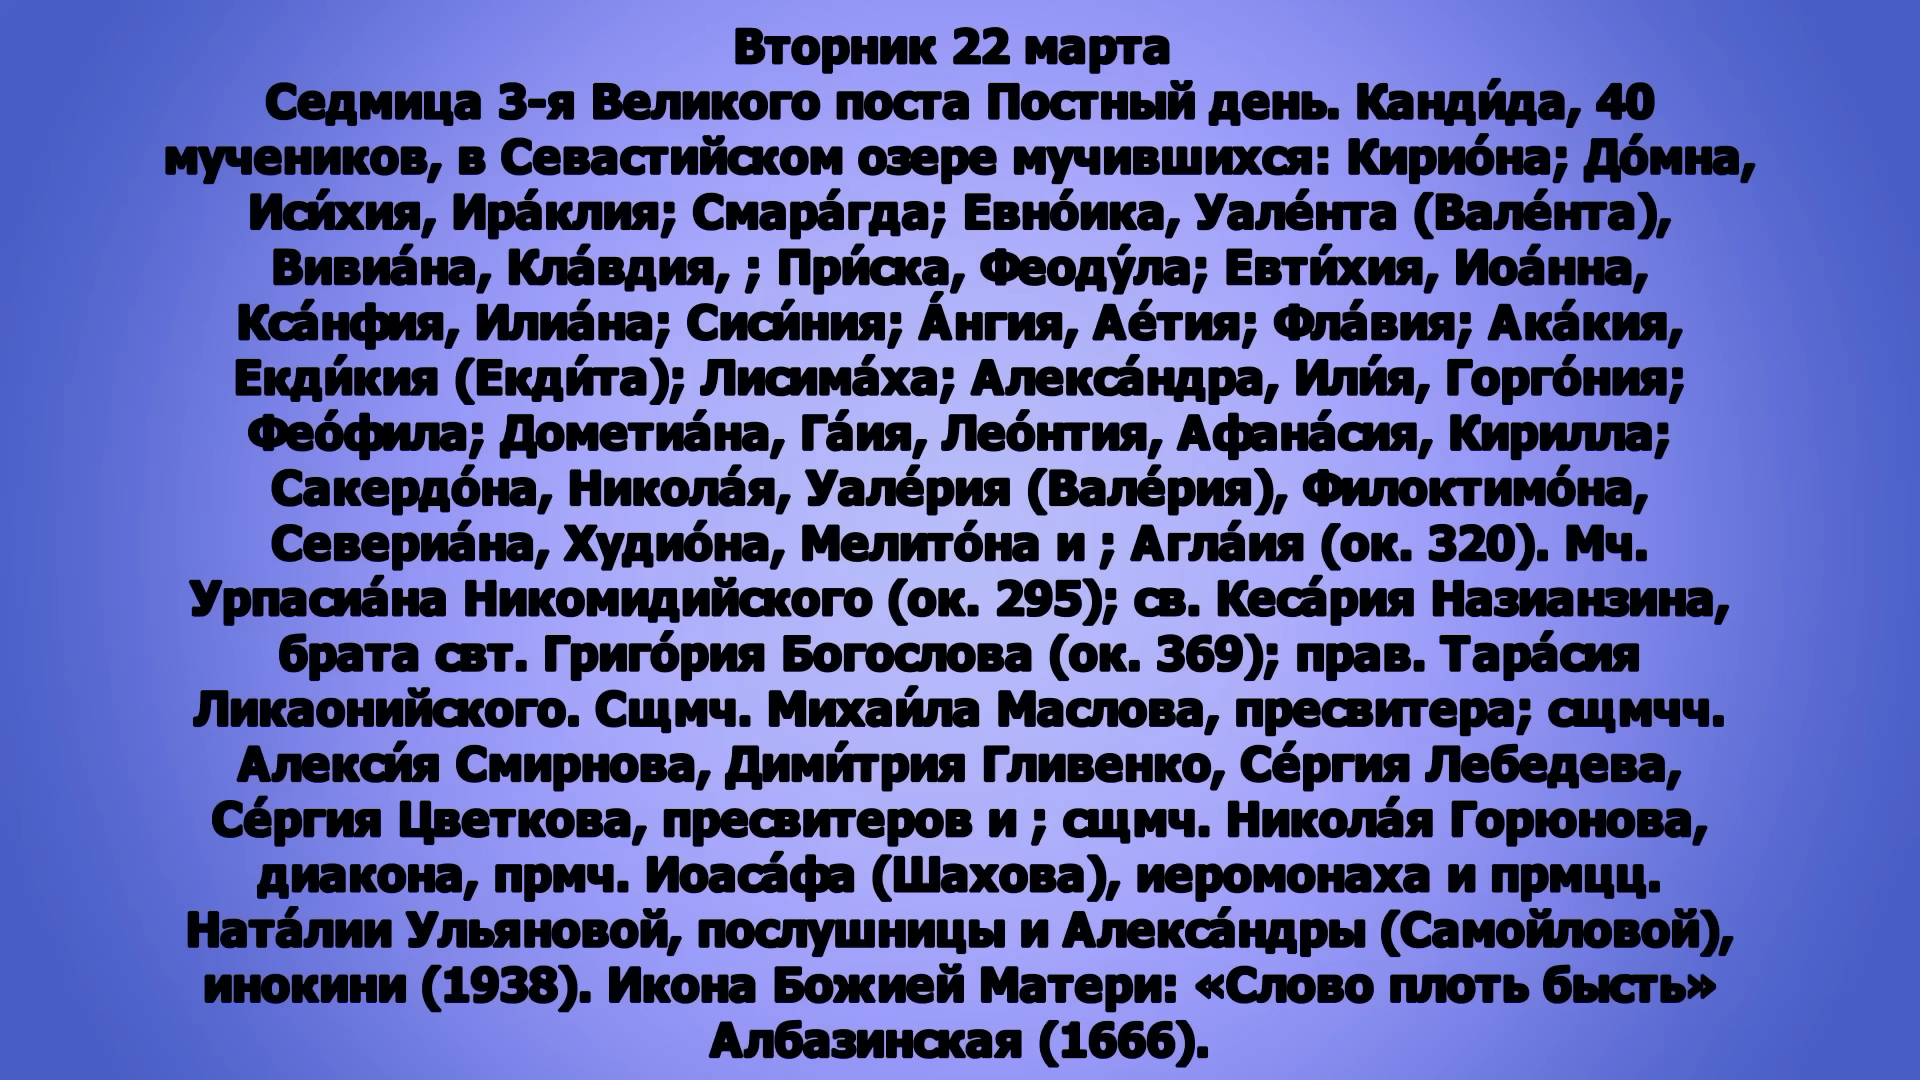 Вторник 22 марта
Седмица 3-я Великого поста Постный день. Канди́да, 40
мучеников, в Севастийском озере мучившихся: Кирио́на; До́мна,
Иси́хия, Ира́клия; Смара́гда; Евно́ика, Уале́нта (Вале́нта),
Вивиа́на, Кла́вдия, ; При́ска, Феоду́ла; Евти́хия, Иоа́нна,
Кса́нфия, Илиа́на; Сиси́ния; А́нгия, Ае́тия; Фла́вия; Ака́кия,
Екди́кия (Екди́та); Лисима́ха; Алекса́ндра, Или́я, Горго́ния;
Фео́фила; Дометиа́на, Га́ия, Лео́нтия, Афана́сия, Кирилла;
Сакердо́на, Никола́я, Уале́рия (Вале́рия), Филоктимо́на,
Севериа́на, Худио́на, Мелито́на и ; Агла́ия (ок. 320). Мч.
Урпасиа́на Никомидийского (ок. 295); св. Кеса́рия Назианзина,
брата свт. Григо́рия Богослова (ок. 369); прав. Тара́сия
Ликаонийского. Сщмч. Михаи́ла Маслова, пресвитера; сщмчч.
Алекси́я Смирнова, Дими́трия Гливенко, Се́ргия Лебедева,
Се́ргия Цветкова, пресвитеров и ; сщмч. Никола́я Горюнова,
диакона, прмч. Иоаса́фа (Шахова), иеромонаха и прмцц.
Ната́лии Ульяновой, послушницы и Алекса́ндры (Самойловой),
инокини (1938). Икона Божией Матери: «Слово плоть бысть»
Албазинская (1666).